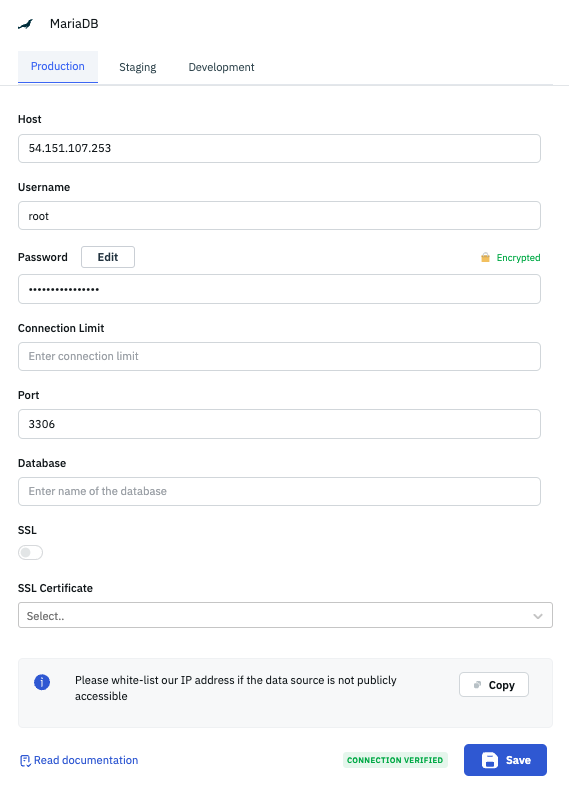 MariaDB
Production Staging Development
Host
54.151.107.253
Username
root
Password Edit Encrypted
••••••••••••••••
Connection Limit
Enter connection limit
Port
3306
Database
Enter name of the database
SSL
SSL Certificate
Select..
Please white-list our IP address if the data source is not publicly
accessible
Copy
Read documentation CONNECTION VERIFIED Save